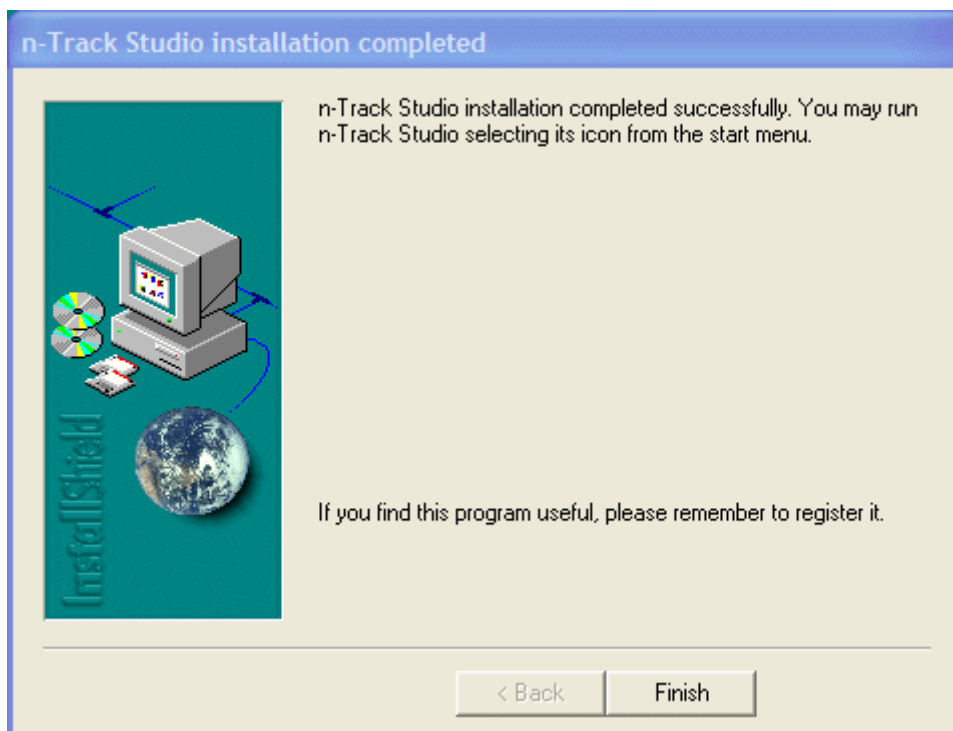 n-Track Studio installation completed
n-Track Studio installation completed successfully. You may run
n-Track Studio selecting its icon from the start menu.
InstallShield
If you find this program useful, please remember to register it.
< Back
Finish